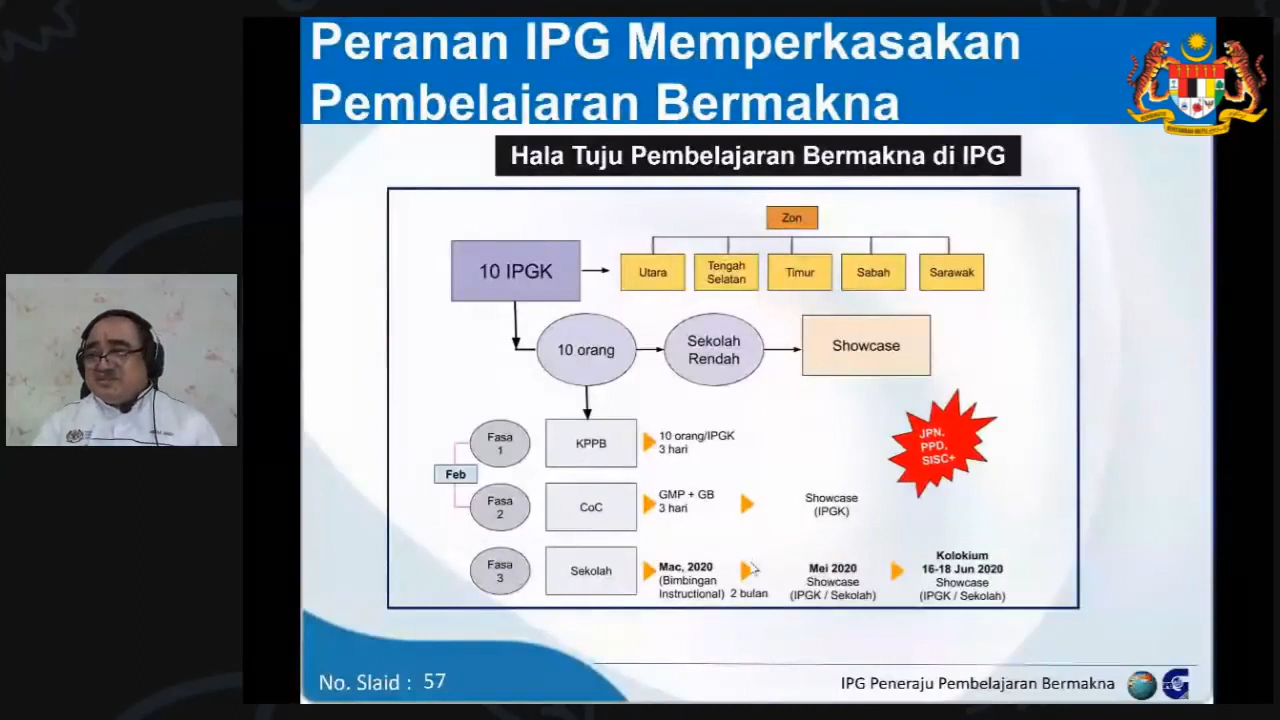 Peranan IPG Memperkasakan
Pembelajaran Bermakna
Hala Tuju Pembelajaran Bermakna di IPG
Zon
10 IPGK
Utara
Tengah
Selatan
Timur
Sabah
Sarawak
10 orang
Sekolah
Rendah
Showcase
JPN,
PPD,
SISC+
Feb
Fasa
1
KPPB
10 orang/IPGK
3 hari
Fasa
2
CoC
GMP + GB
3 hari
Showcase
(IPGK)
Fasa
3
Sekolah
Mac, 2020
(Bimbingan
Instructional)
2 bulan
Mei 2020
Showcase
(IPGK / Sekolah)
Kolokium
16-18 Jun 2020
Showcase
(IPGK / Sekolah)
No. Slaid : 57
IPG Peneraju Pembelajaran Bermakna